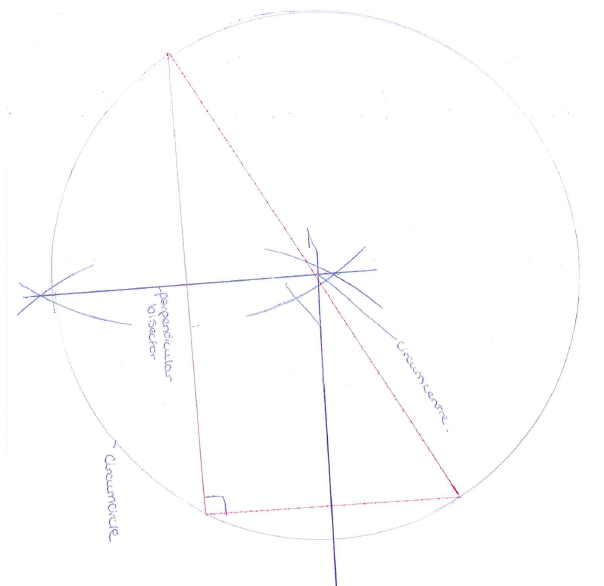 perpendicular
bisector
circumcentre.
circumcircle